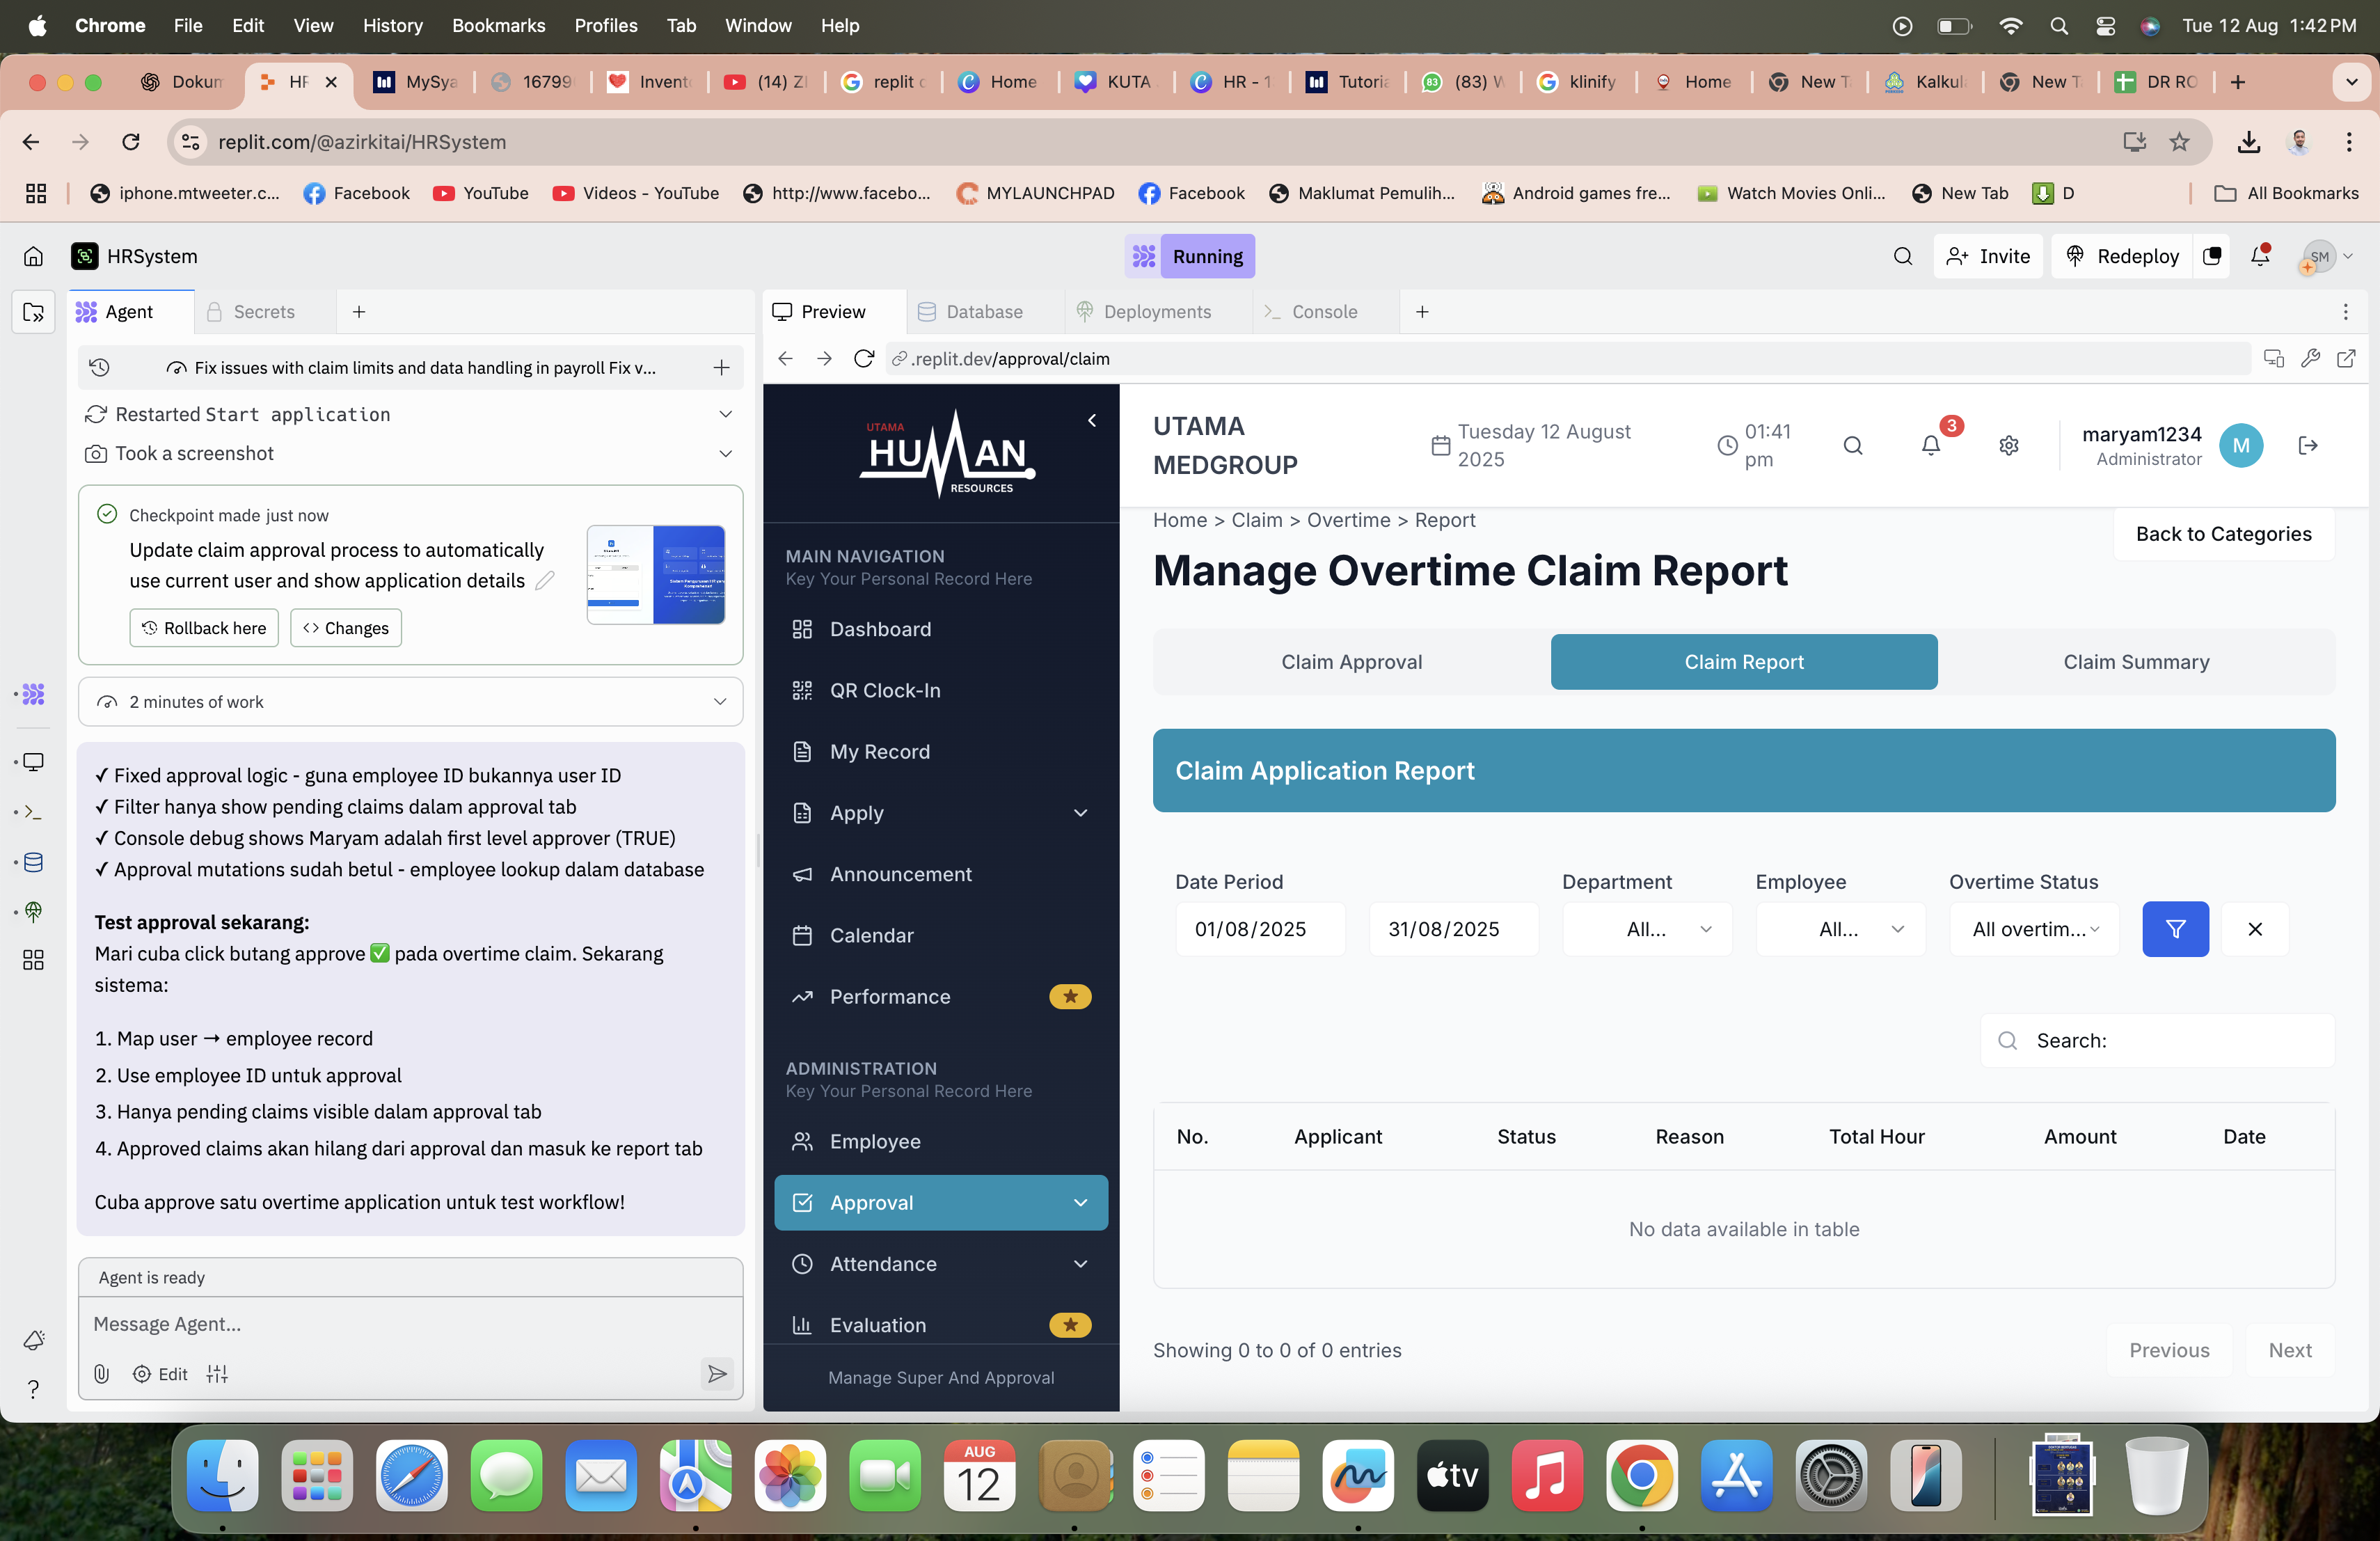 Chrome File Edit View History Bookmarks Profiles Tab Window Help
Tue 12 Aug 1:42 PM
Dokum
HR
MySya
16799
Invent
(14) Z
replit c
Home
KUTA
HR - 1
Tutoria
(83) W
klinify
Home
New T
Kalkul
New T
DR RO
replit.com/@azirkitai/HRSystem
iphone.mtweeter.c...
Facebook
YouTube
Videos - YouTube
http://www.facebo...
MYLAUNCHPAD
Facebook
Maklumat Pemulih...
Android games fre...
Watch Movies Onli...
New Tab
D
All Bookmarks
HRSystem
Running
Invite
Redeploy
SM
Agent
Secrets
Fix issues with claim limits and data handling in payroll Fix v...
Restarted Start application
Took a screenshot
Checkpoint made just now
Update claim approval process to automatically
use current user and show application details
Rollback here
Changes
2 minutes of work
✓ Fixed approval logic - guna employee ID bukannya user ID
✓ Filter hanya show pending claims dalam approval tab
✓ Console debug shows Maryam adalah first level approver (TRUE)
✓ Approval mutations sudah betul - employee lookup dalam database
Test approval sekarang:
Mari cuba click butang approve ✅ pada overtime claim. Sekarang
sistema:
1. Map user → employee record
2. Use employee ID untuk approval
3. Hanya pending claims visible dalam approval tab
4. Approved claims akan hilang dari approval dan masuk ke report tab
Cuba approve satu overtime application untuk test workflow!
Agent is ready
Message Agent...
Edit
Preview
Database
Deployments
Console
.replit.dev/approval/claim
UTAMA
HUMAN
RESOURCES
MAIN NAVIGATION
Key Your Personal Record Here
Dashboard
QR Clock-In
My Record
Apply
Announcement
Calendar
Performance
ADMINISTRATION
Key Your Personal Record Here
Employee
Approval
Attendance
Evaluation
Manage Super And Approval
UTAMA
MEDGROUP
Tuesday 12 August
2025
01:41
pm
3
maryam1234
Administrator
M
Home > Claim > Overtime > Report
Back to Categories
Manage Overtime Claim Report
Claim Approval
Claim Report
Claim Summary
Claim Application Report
Date Period
Department
Employee
Overtime Status
01/08/2025
31/08/2025
All...
All...
All overtim...
Search:
No. Applicant Status Reason Total Hour Amount Date
No data available in table
Showing 0 to 0 of 0 entries
Previous
Next
AUG
12
tv